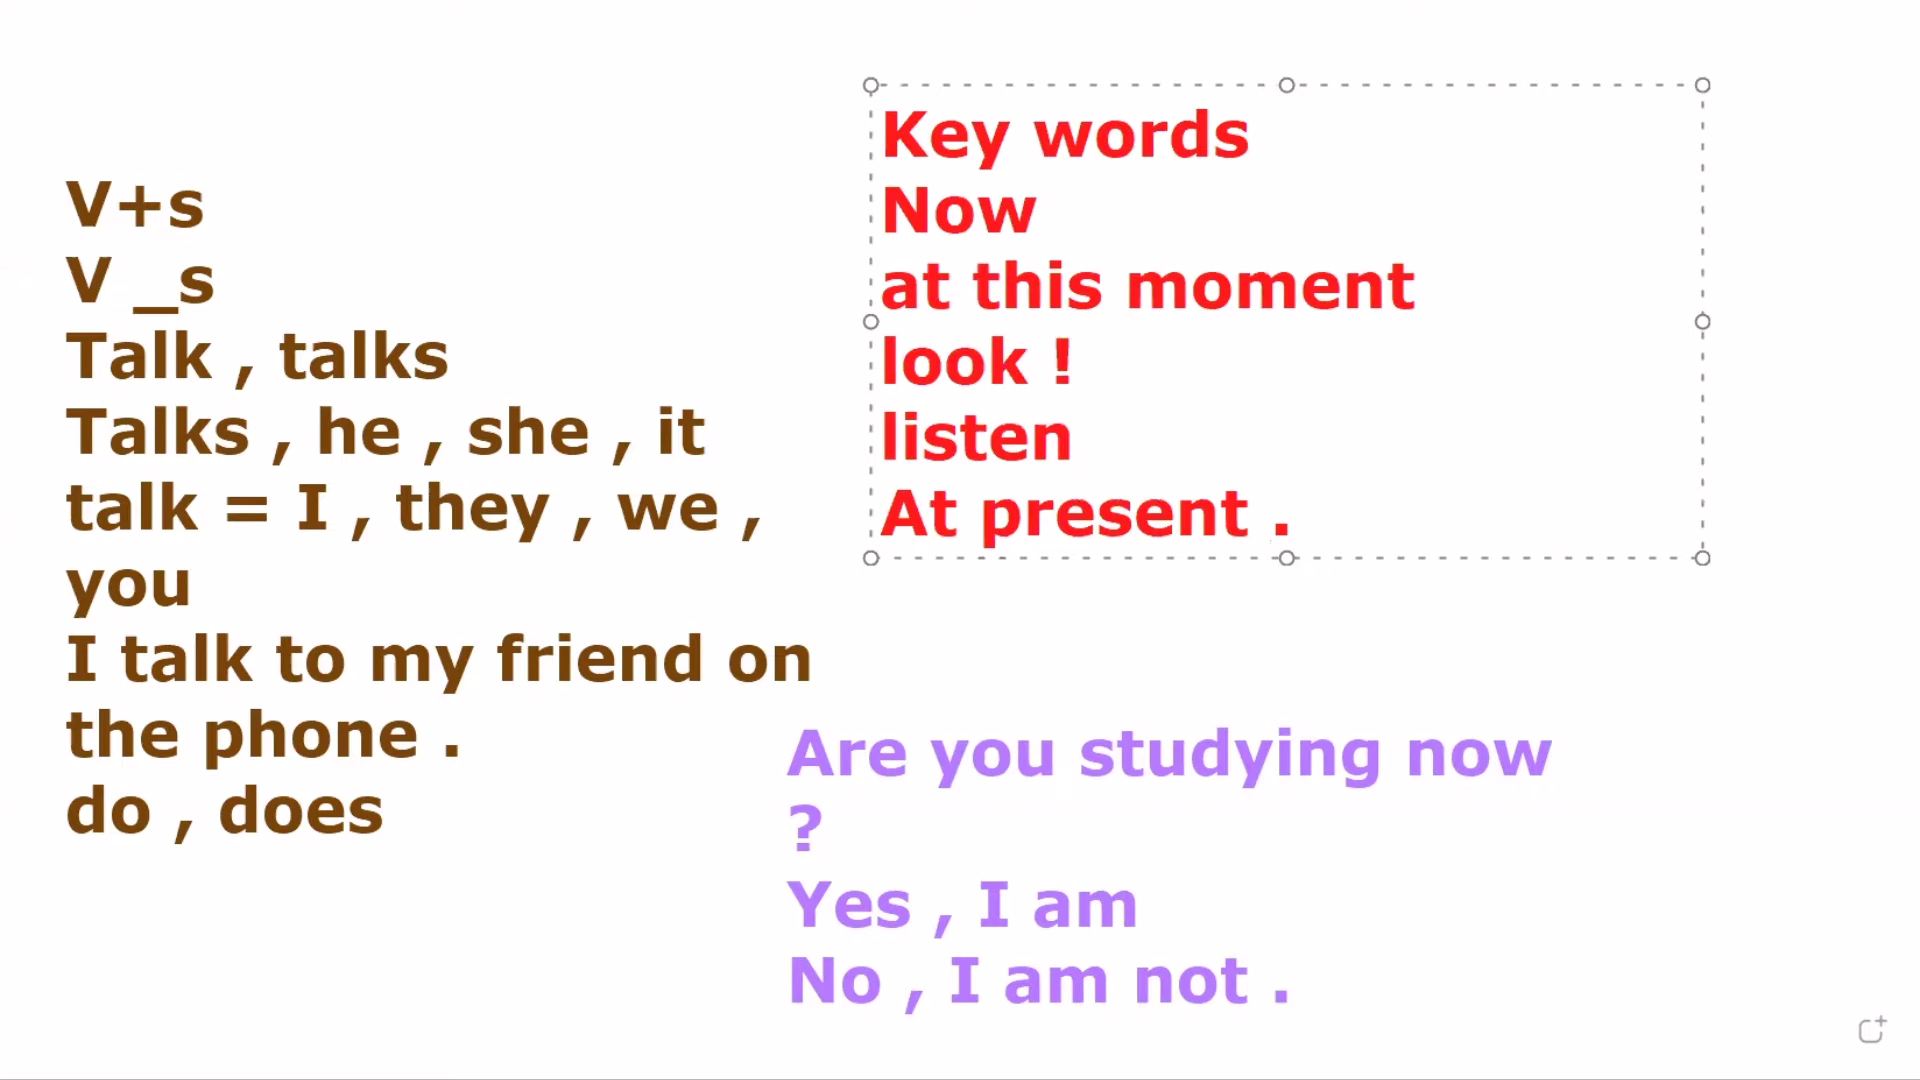 V+s
V _s
Talk , talks
Talks , he , she , it
talk = I , they , we ,
you
I talk to my friend on
the phone .
do , does
Key words
Now
at this moment
look !
listen
At present .
Are you studying now
?
Yes , I am
No , I am not .